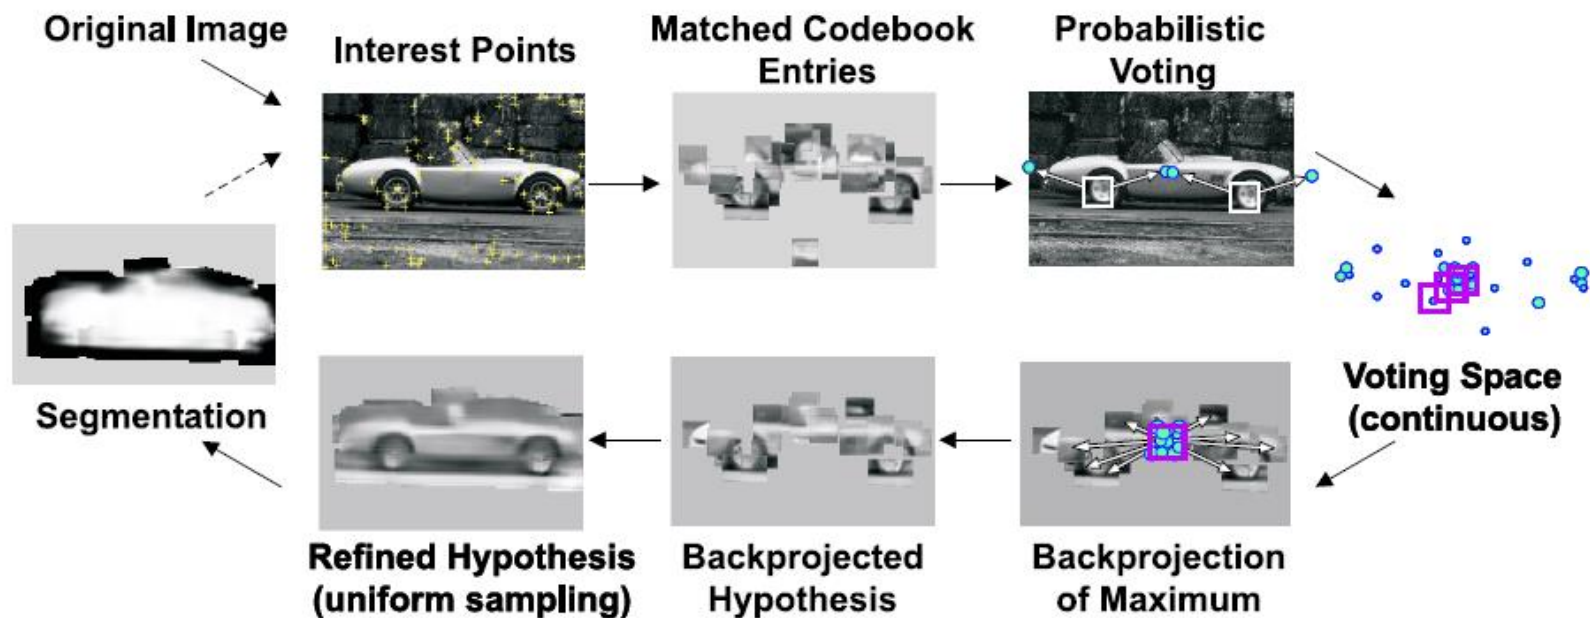 Original Image
Interest Points
Matched Codebook
Entries
Probabilistic
Voting
Voting Space
(continuous)
Segmentation
Refined Hypothesis
(uniform sampling)
Backprojected
Hypothesis
Backprojection
of Maximum